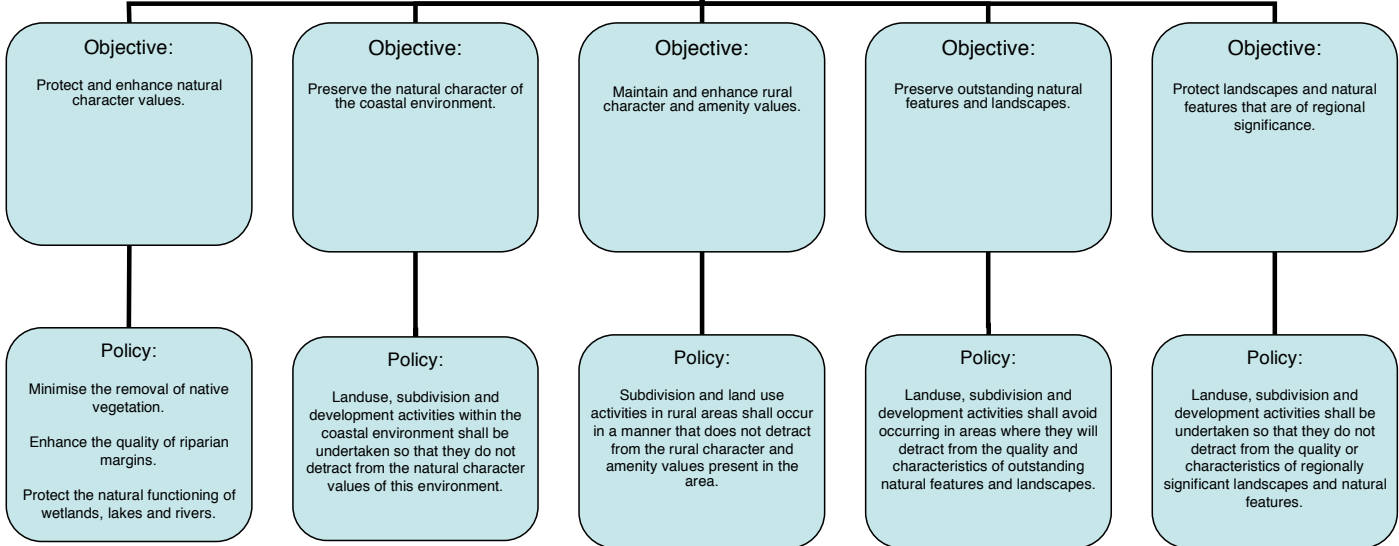 Objective:
Protect and enhance natural
character values.
Objective:
Preserve the natural character of
the coastal environment.
Objective:
Maintain and enhance rural
character and amenity values.
Objective:
Preserve outstanding natural
features and landscapes.
Objective:
Protect landscapes and natural
features that are of regional
significance.
Policy:
Minimise the removal of native
vegetation.
Enhance the quality of riparian
margins.
Protect the natural functioning of
wetlands, lakes and rivers.
Policy:
Landuse, subdivision and
development activities within the
coastal environment shall be
undertaken so that they do not
detract from the natural character
values of this environment.
Policy:
Subdivision and land use
activities in rural areas shall occur
in a manner that does not detract
from the rural character and
amenity values present in the
area.
Policy:
Landuse, subdivision and
development activities shall avoid
occurring in areas where they will
detract from the quality and
characteristics of outstanding
natural features and landscapes.
Policy:
Landuse, subdivision and
development activities shall be
undertaken so that they do not
detract from the quality or
characteristics of regionally
significant landscapes and natural
features.